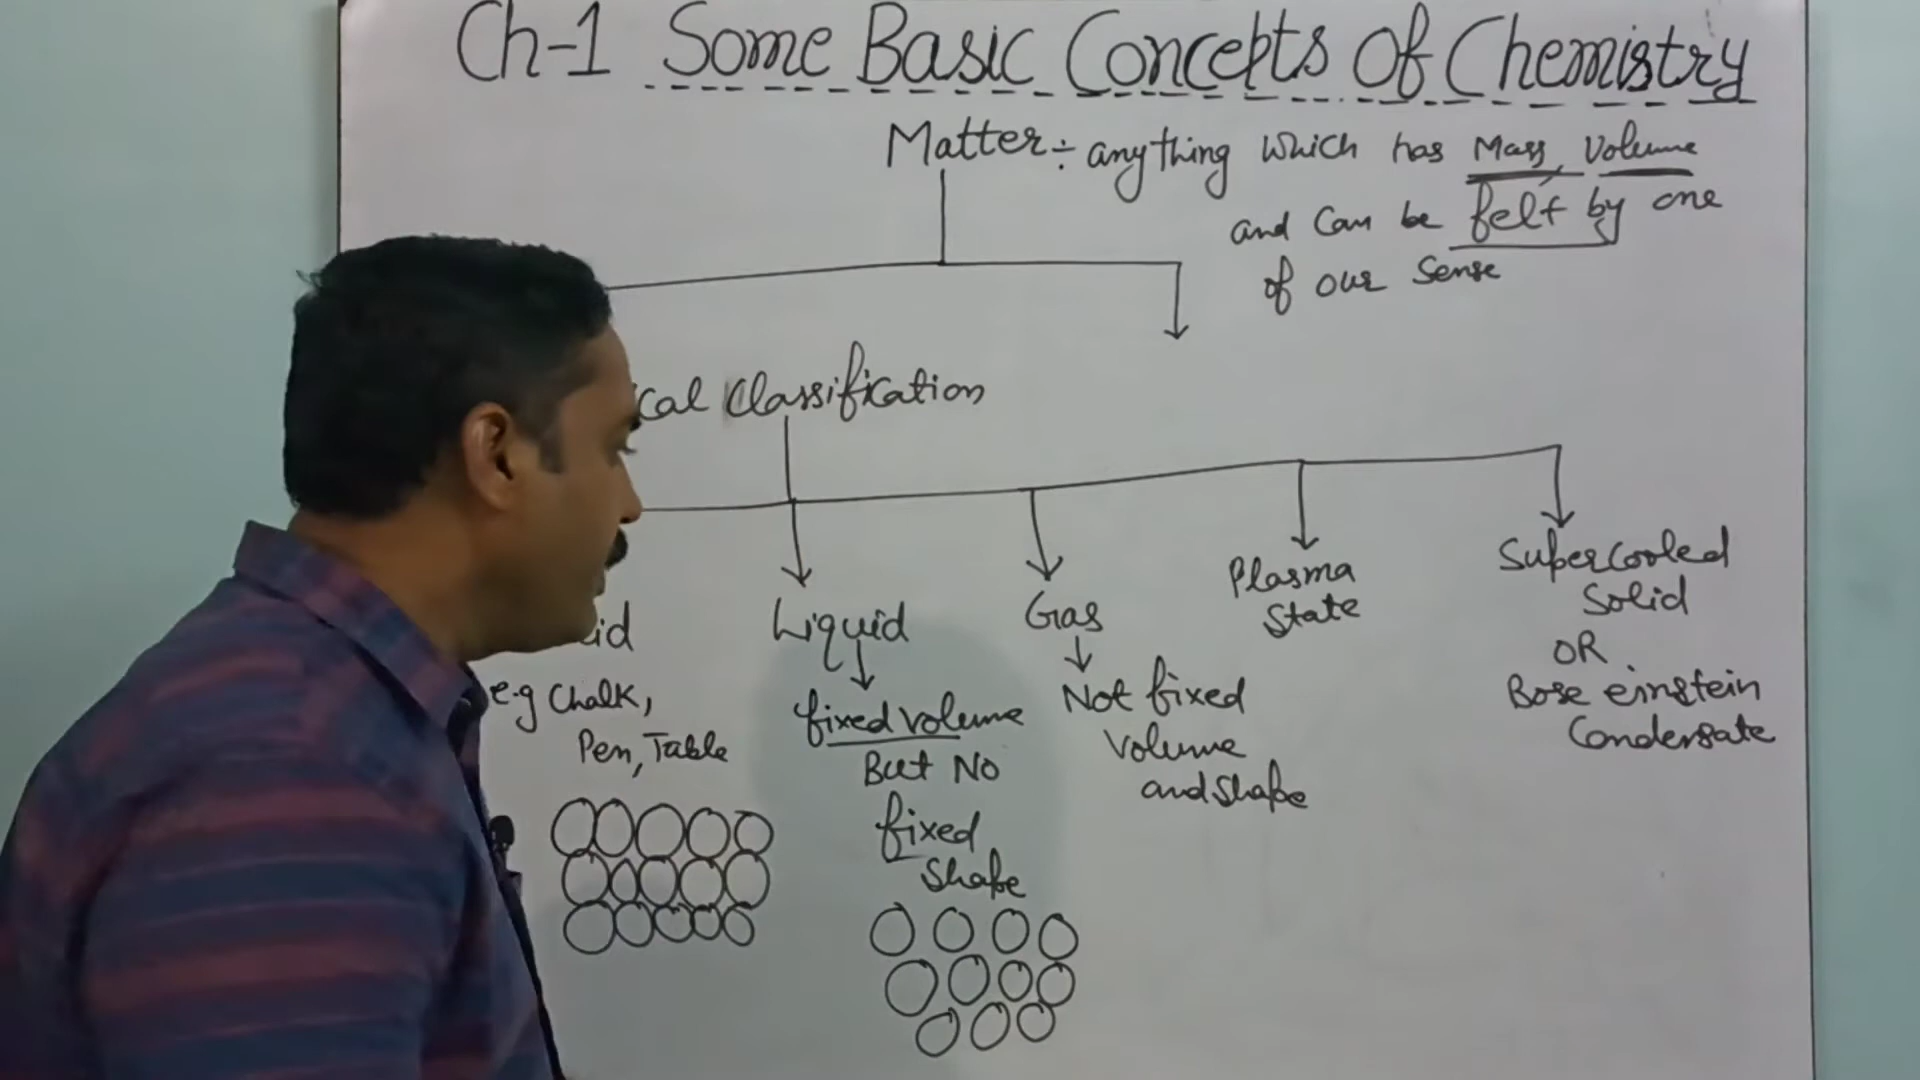 Ch-1 Some Basic Concepts Of Chemistry
Matter :- anything which has Mass, Volume
and can be felt by one
of our Sense
ical Classification
id
e.g Chalk,
Pen, Table
Liquid
fixed volume
But No
fixed
Shape
Gas
Not fixed
Volume
and Shape
Plasma
State
Supercooled
Solid
OR
Bose einstein
Condensate